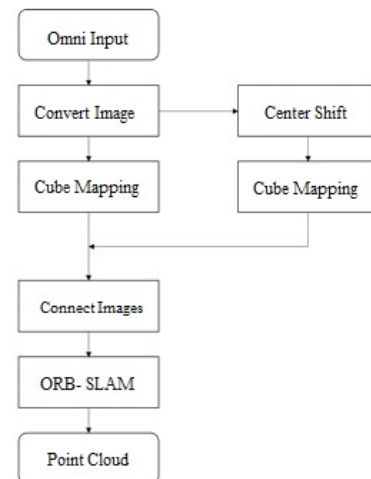 Omni Input
Convert Image
Center Shift
Cube Mapping
Cube Mapping
Connect Images
ORB- SLAM
Point Cloud